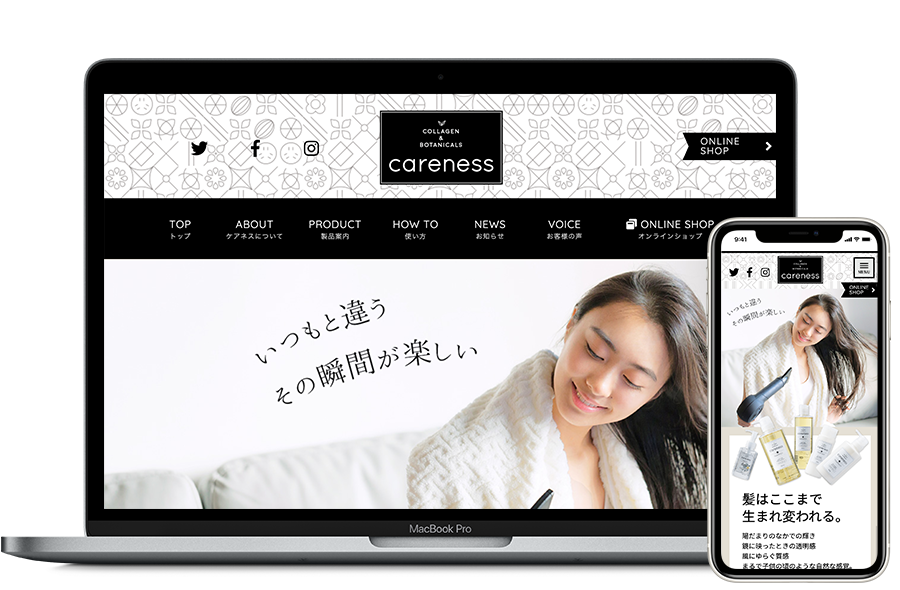 COLLAGEN
&
BOTANICALS
careness
ONLINE
SHOP
TOP
トップ
ABOUT
ケアネスについて
PRODUCT
製品案内
HOW TO
使い方
NEWS
お知らせ
VOICE
お客様の声
ONLINE SHOP
オンラインショップ
いつもと違う
その瞬間が楽しい
MacBook Pro
9:41
COLLAGEN
&
BOTANICALS
careness
MENU
ONLINE
SHOP
いつもと違う
その瞬間が楽しい
髪はここまで
生まれ変われる。
陽だまりのなかでの輝き
鏡に映ったときの透明感
風にゆらぐ質感
まるで子供の頃のような自然な感覚。